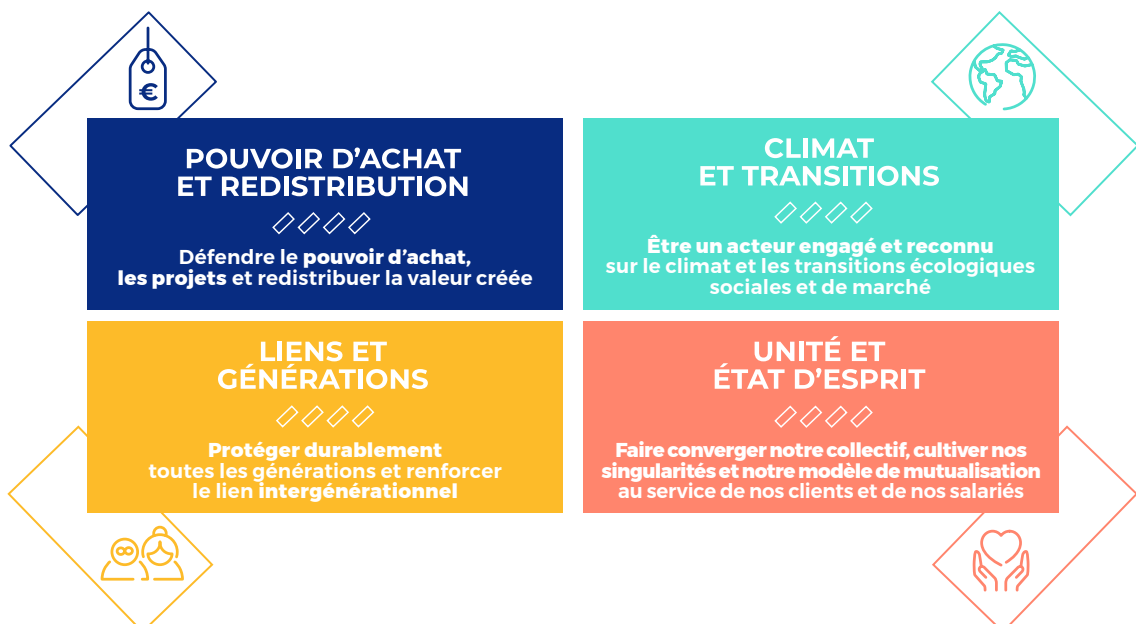 €
POUVOIR D’ACHAT
ET REDISTRIBUTION
Défendre le pouvoir d’achat,
les projets et redistribuer la valeur créée
CLIMAT
ET TRANSITIONS
Être un acteur engagé et reconnu
sur le climat et les transitions écologiques
sociales et de marché
LIENS ET
GÉNÉRATIONS
Protéger durablement
toutes les générations et renforcer
le lien intergénérationnel
UNITÉ ET
ÉTAT D’ESPRIT
Faire converger notre collectif, cultiver nos
singularités et notre modèle de mutualisation
au service de nos clients et de nos salariés